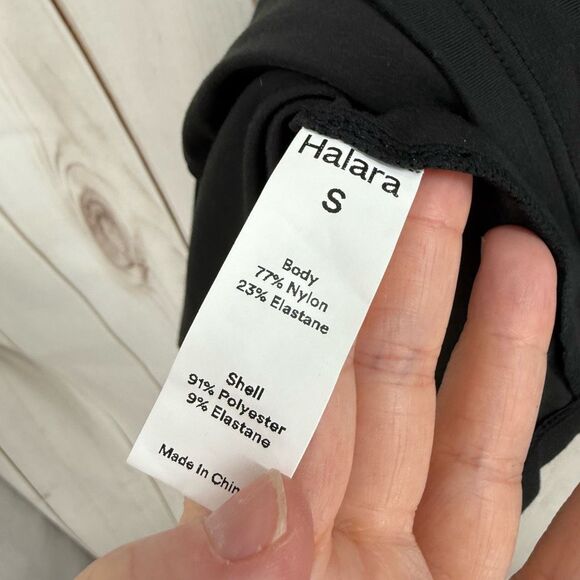 Halara
S
Body
77% Nylon
23% Elastane
Shell
91% Polyester
9% Elastane
Made in Chin